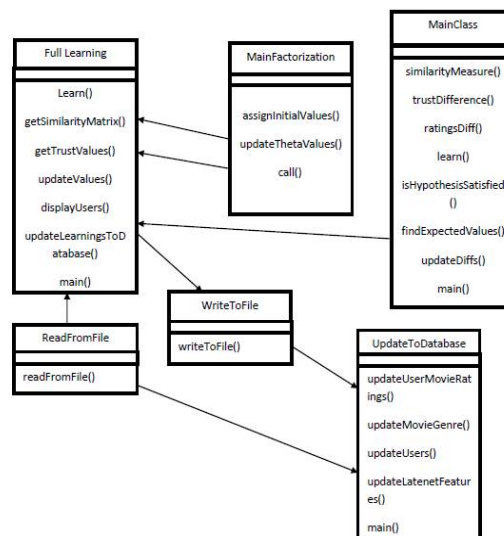 Full Learning
Learn()
getSimilarityMatrix()
getTrustValues()
updateValues()
displayUsers()
updateLearningsToD
atabase()
main()
MainFactorization
assignInitialValues()
updateThetaValues()
call()
MainClass
similarityMeasure()
trustDifference()
ratingsDiff()
learn()
isHypothesisSatisfied
()
findExpectedValues()
updateDiffs()
main()
ReadFromFile
readFromFile()
WriteToFile
writeToFile()
UpdateToDatabase
updateUserMovieRat
ings()
updateMovieGenre()
updateUsers()
updateLatenetFeatur
es()
main()